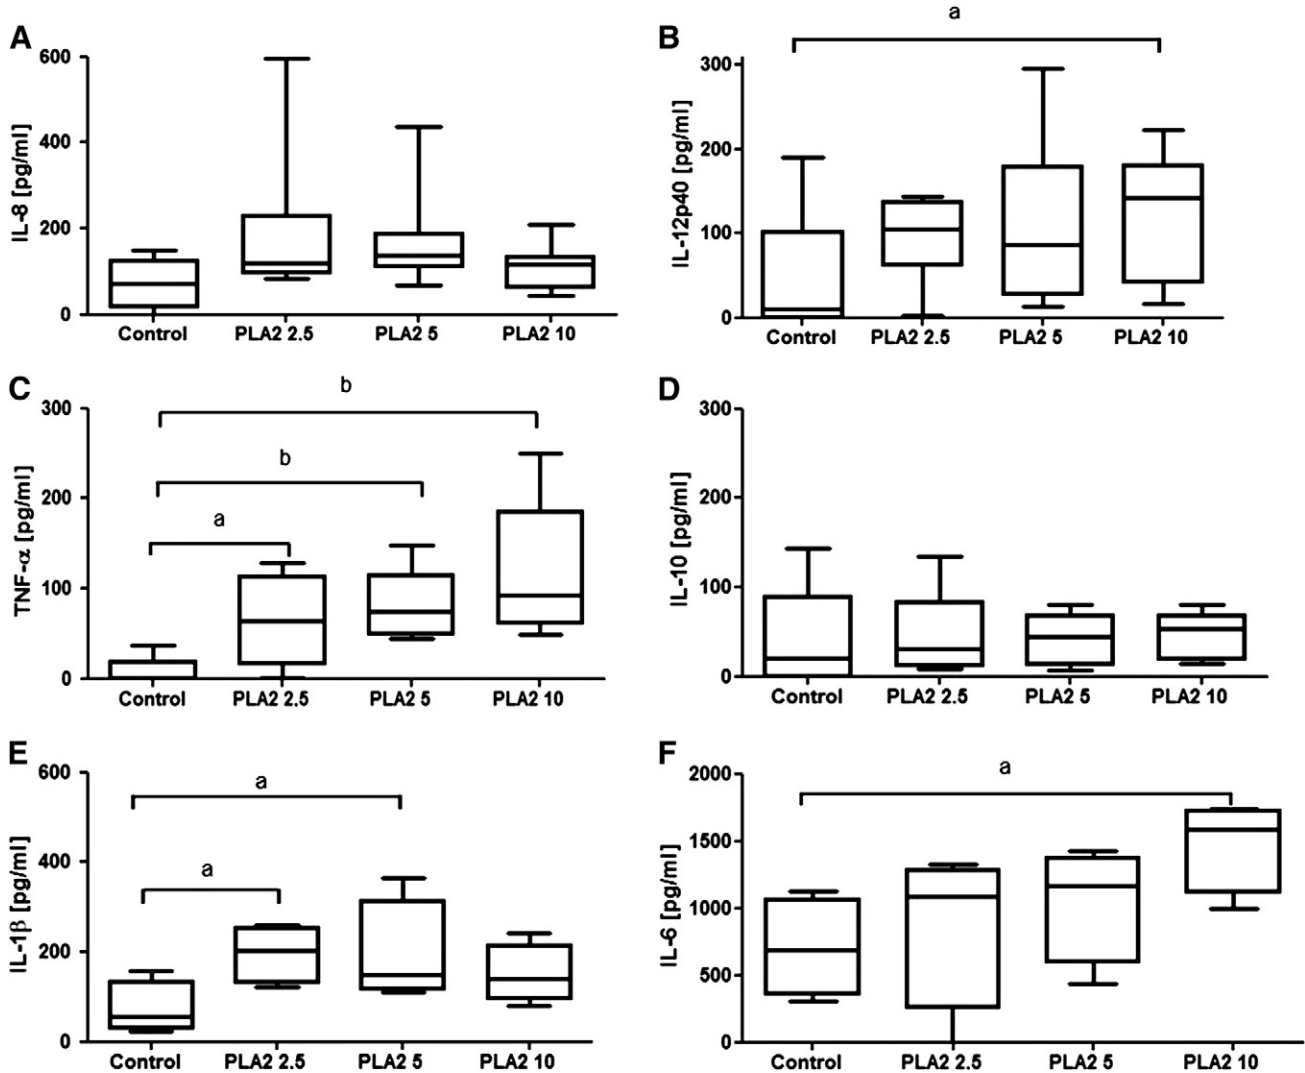 A
IL-8 [pg/ml]
600
400
200
0
Control PLA2 2.5 PLA2 5 PLA2 10
B
a
IL-12p40 [pg/ml]
300
200
100
0
Control PLA2 2.5 PLA2 5 PLA2 10
C
b
b
a
TNF-α [pg/ml]
300
200
100
0
Control PLA2 2.5 PLA2 5 PLA2 10
D
IL-10 [pg/ml]
300
200
100
0
Control PLA2 2.5 PLA2 5 PLA2 10
E
a
a
IL-1β [pg/ml]
600
400
200
0
Control PLA2 2.5 PLA2 5 PLA2 10
F
a
IL-6 [pg/ml]
2000
1500
1000
500
0
Control PLA2 2.5 PLA2 5 PLA2 10